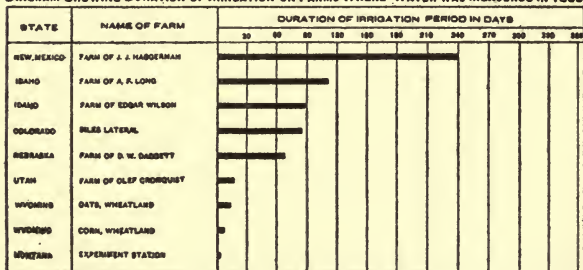 DIAGRAM SHOWING DURATION OF IRRIGATION ON FARMS WHERE WATER WAS MEASURED IN
STATE NAME OF FARM DURATION OF IRRIGATION PERIOD IN DAYS
30 60 90 120 150 180 210 240 270 300 330 360
NEW, MEXICO FARM OF J. J. HAGERMAN
IDAHO FARM OF A. F. LONG
IDAHO FARM OF EDGAR WILSON
COLORADO BILES LATERAL
NEBRASKA FARM OF D. W. DAGGETT
UTAH FARM OF OLEF CRONQUIST
WYOMING OATS, WHEATLAND
WYOMING CORN, WHEATLAND
MONTANA EXPERIMENT STATION